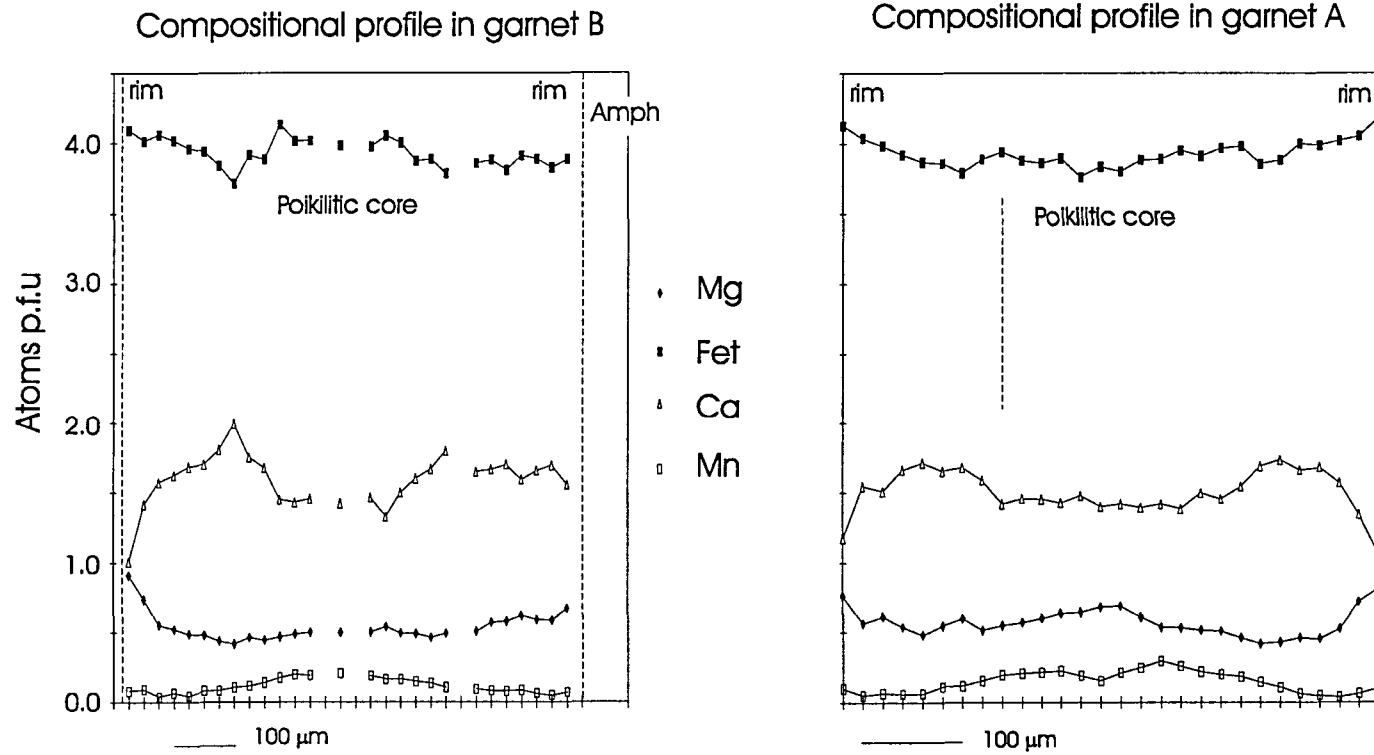 Compositional profile in garnet B
Compositional profile in garnet A
rim
rim
Amph
rim
rim
4.0
3.0
2.0
1.0
0.0
Atoms p.f.u
Poikilitic core
Poikilitic core
Mg
Fet
Ca
Mn
100 µm
100 µm